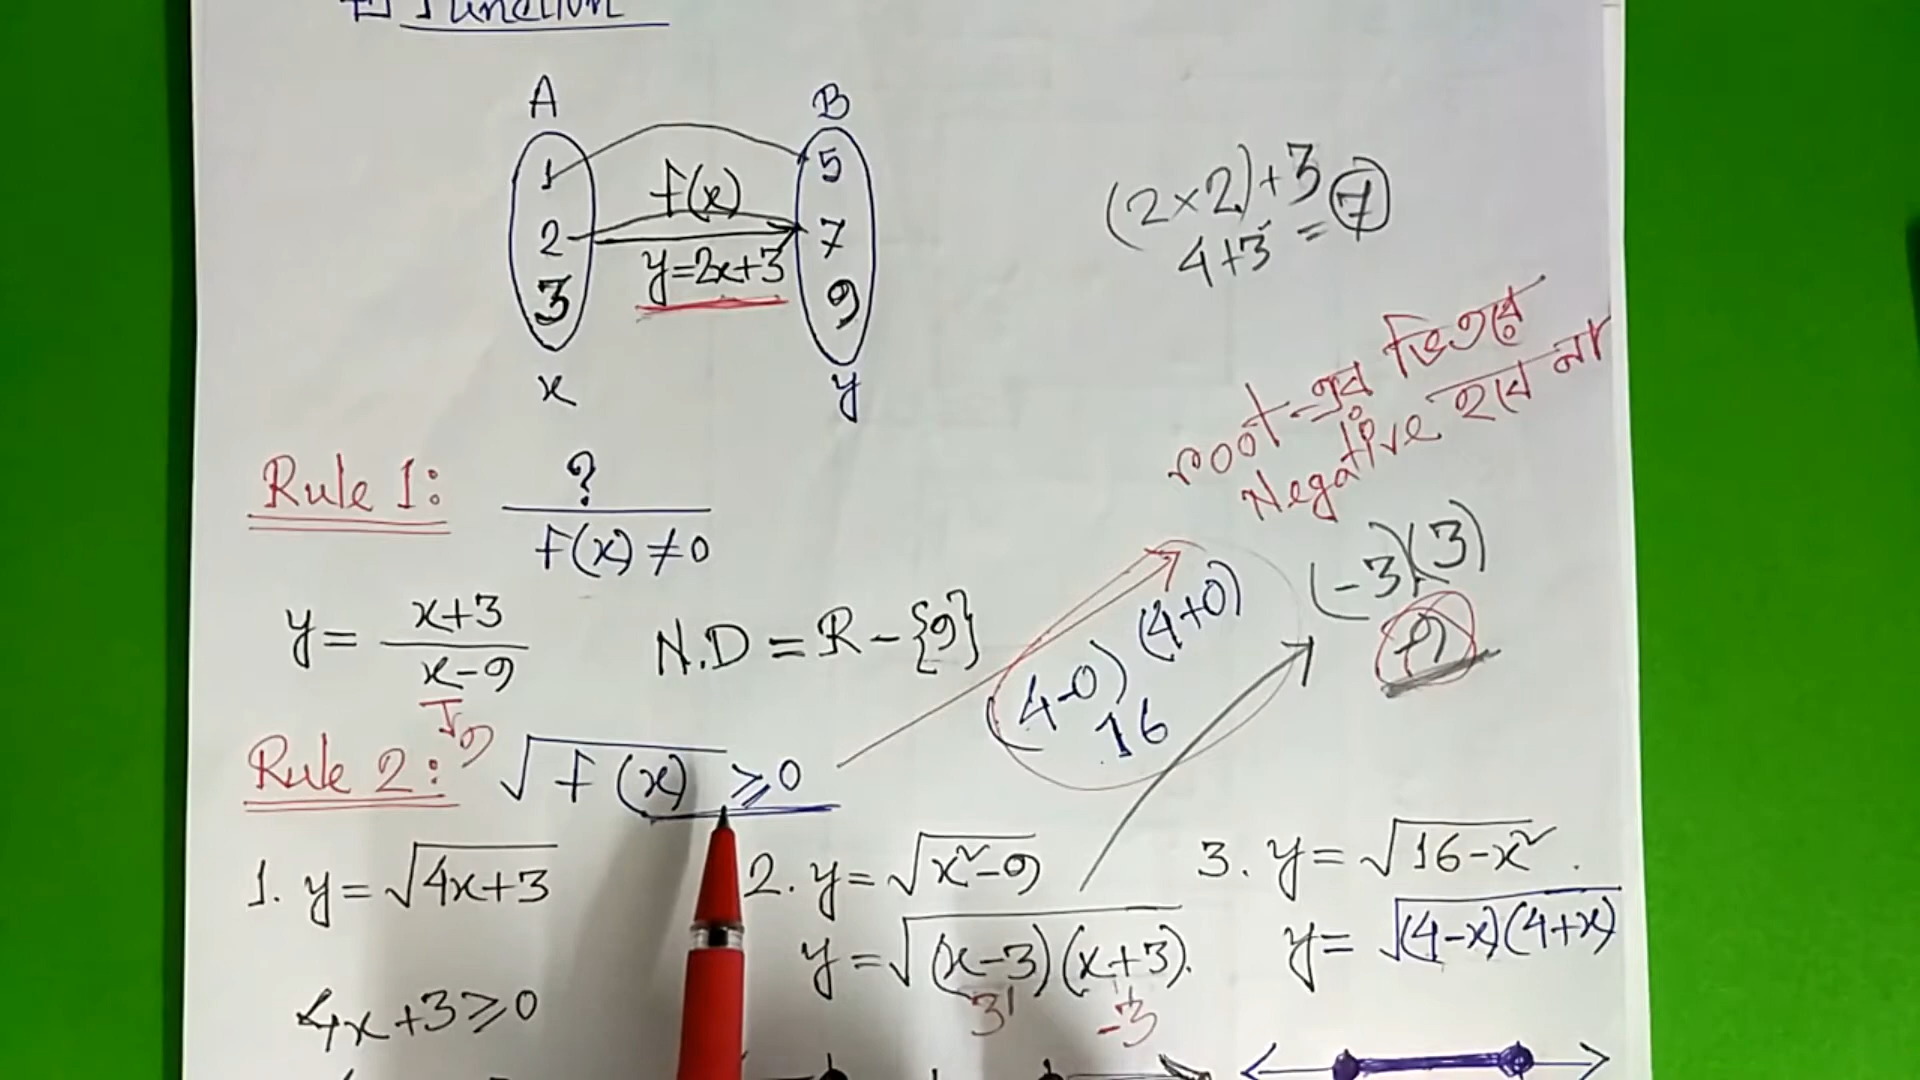 Function
A B
1 5
f(x)
2 7
y=2x+3
3 9
x y
(2×2)+3
4+3 = 7
root-এর ভিতরে
Negative হবে না
Rule 1: ?
f(x) ≠ 0
(-3)(3)
-9
y = x+3
x-9
9
N.D = R - {9}
(4-0) (4+0)
16
Rule 2: √f(x) ≥ 0
1. y = √4x+3
4x+3 ≥ 0
2. y = √x²-9
y = √(x-3)(x+3).
3 -3
3. y = √16-x² .
y = √(4-x)(4+x)